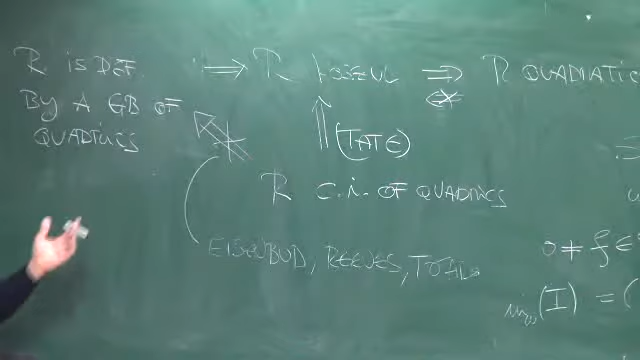 R IS DEF. ⟹ R KOSZUL ⟹ R QUADRATIC
BY A GB OF
QUADRICS
(TATE)
R C.I. OF QUADRICS
EISENBUD, REEVES, TOTARO
0 ≠ f ∈
(I) = (